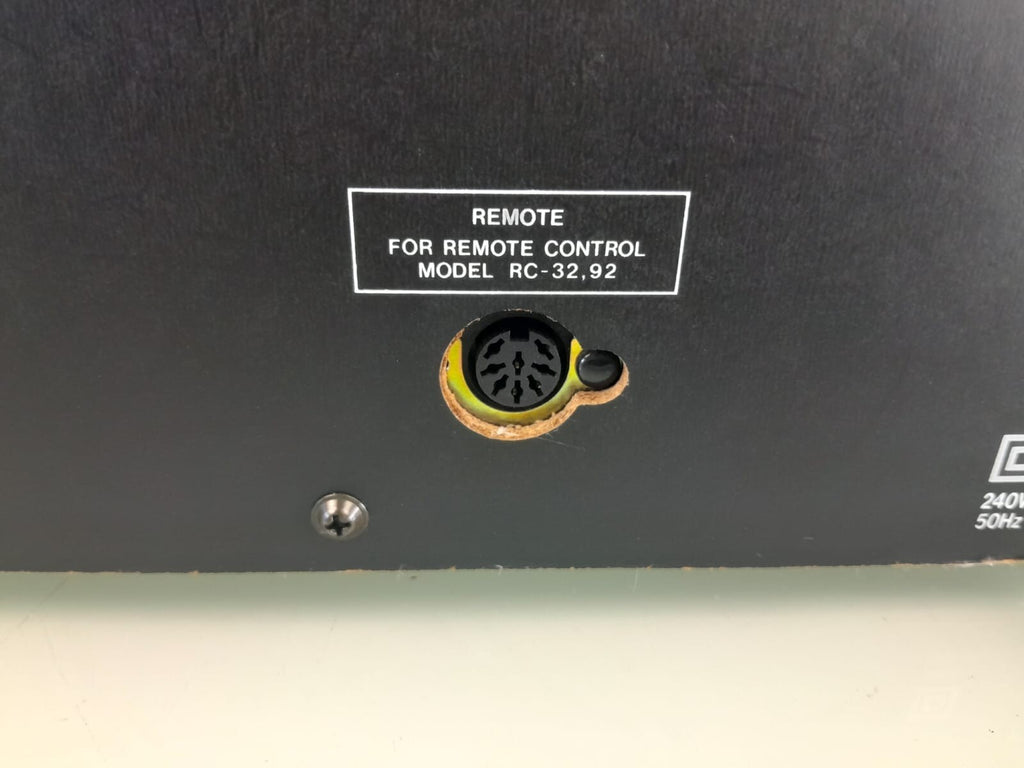 REMOTE
FOR REMOTE CONTROL
MODEL RC-32,92
240V
50Hz